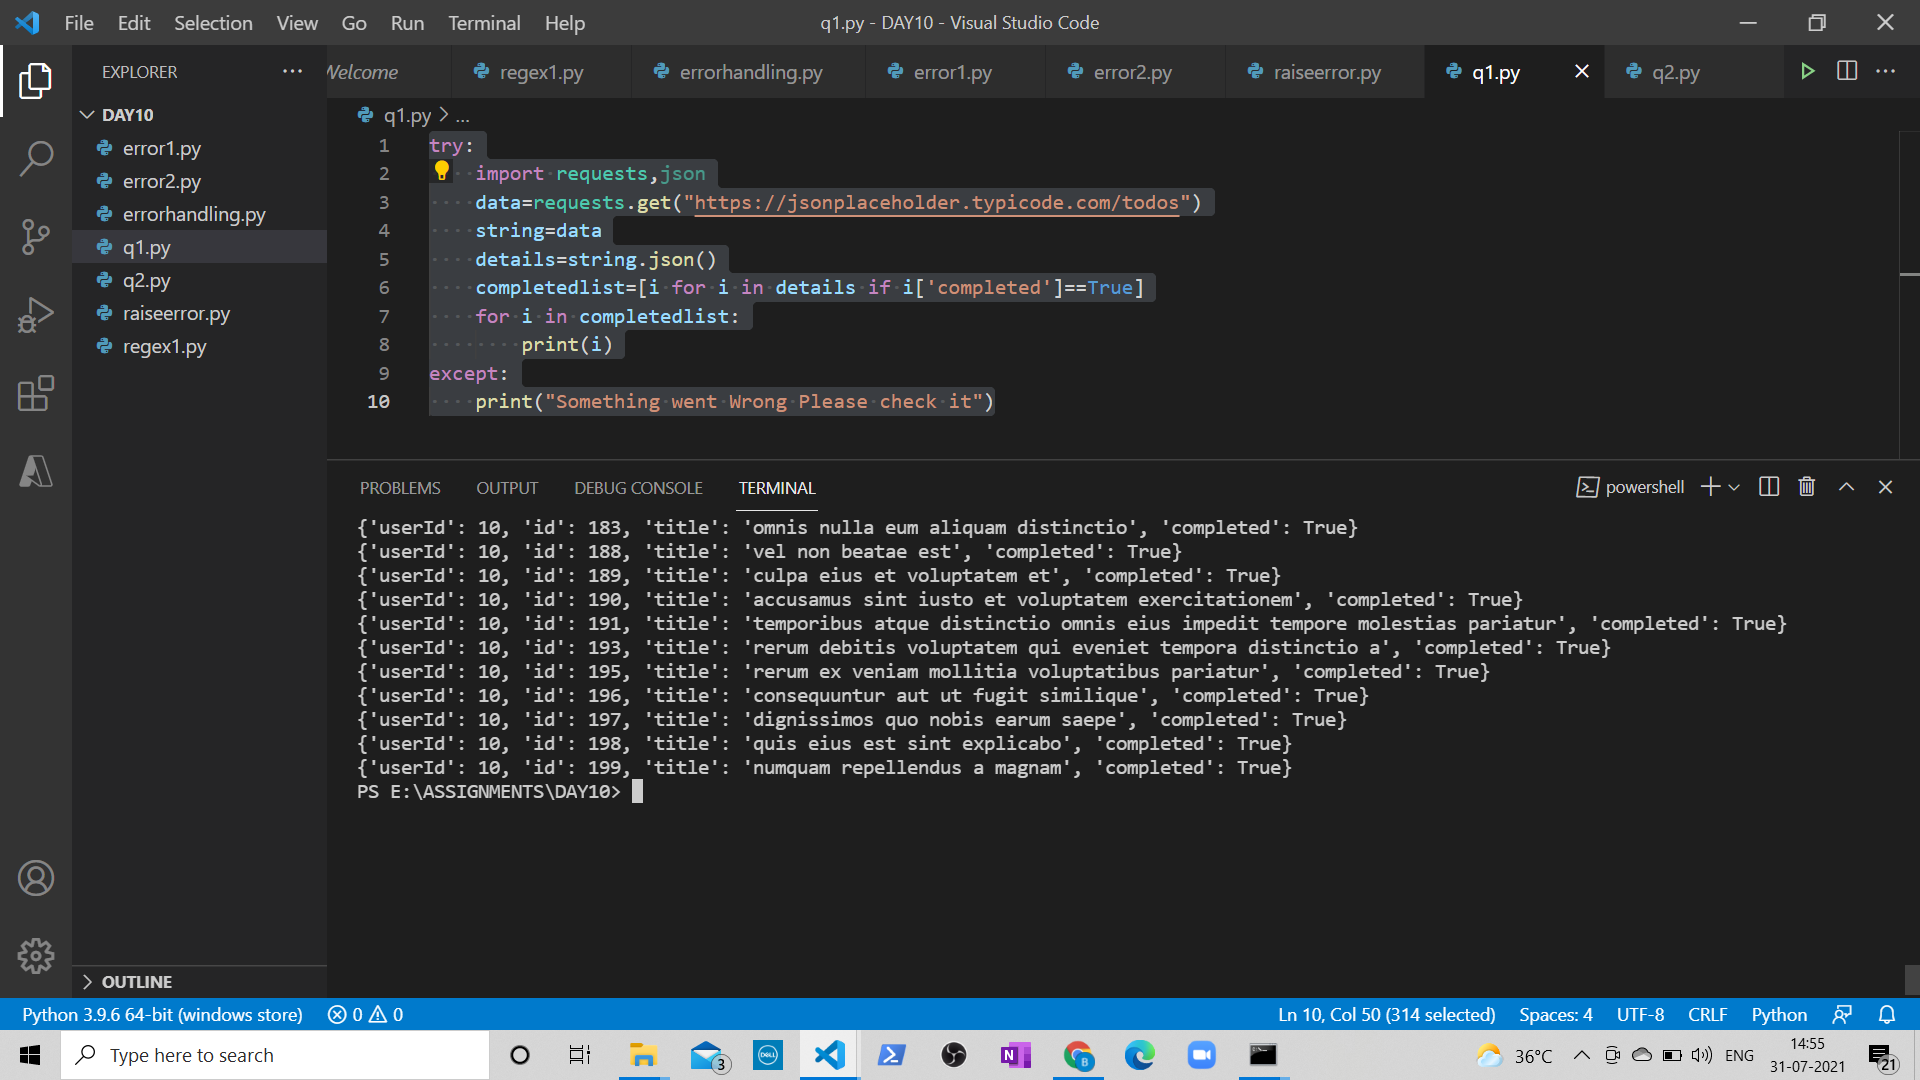 File Edit Selection View Go Run Terminal Help
q1.py - DAY10 - Visual Studio Code
EXPLORER
Welcome regex1.py errorhandling.py error1.py error2.py raiseerror.py q1.py q2.py
DAY10
error1.py
error2.py
errorhandling.py
q1.py
q2.py
raiseerror.py
regex1.py
OUTLINE
q1.py > ...
1 try:
2 import requests,json
3 data=requests.get("https://jsonplaceholder.typicode.com/todos")
4 string=data
5 details=string.json()
6 completedlist=[i for i in details if i['completed']==True]
7 for i in completedlist:
8 print(i)
9 except:
10 print("Something went Wrong Please check it")
PROBLEMS OUTPUT DEBUG CONSOLE TERMINAL
powershell
{'userId': 10, 'id': 183, 'title': 'omnis nulla eum aliquam distinctio', 'completed': True}
{'userId': 10, 'id': 188, 'title': 'vel non beatae est', 'completed': True}
{'userId': 10, 'id': 189, 'title': 'culpa eius et voluptatem et', 'completed': True}
{'userId': 10, 'id': 190, 'title': 'accusamus sint iusto et voluptatem exercitationem', 'completed': True}
{'userId': 10, 'id': 191, 'title': 'temporibus atque distinctio omnis eius impedit tempore molestias pariatur', 'completed': True}
{'userId': 10, 'id': 193, 'title': 'rerum debitis voluptatem qui eveniet tempora distinctio a', 'completed': True}
{'userId': 10, 'id': 195, 'title': 'rerum ex veniam mollitia voluptatibus pariatur', 'completed': True}
{'userId': 10, 'id': 196, 'title': 'consequuntur aut ut fugit similique', 'completed': True}
{'userId': 10, 'id': 197, 'title': 'dignissimos quo nobis earum saepe', 'completed': True}
{'userId': 10, 'id': 198, 'title': 'quis eius est sint explicabo', 'completed': True}
{'userId': 10, 'id': 199, 'title': 'numquam repellendus a magnam', 'completed': True}
PS E:\ASSIGNMENTS\DAY10>
Python 3.9.6 64-bit (windows store) 0 0
Ln 10, Col 50 (314 selected) Spaces: 4 UTF-8 CRLF Python
Type here to search
3
DELL
N
B
36°C
ENG
14:55
31-07-2021
21